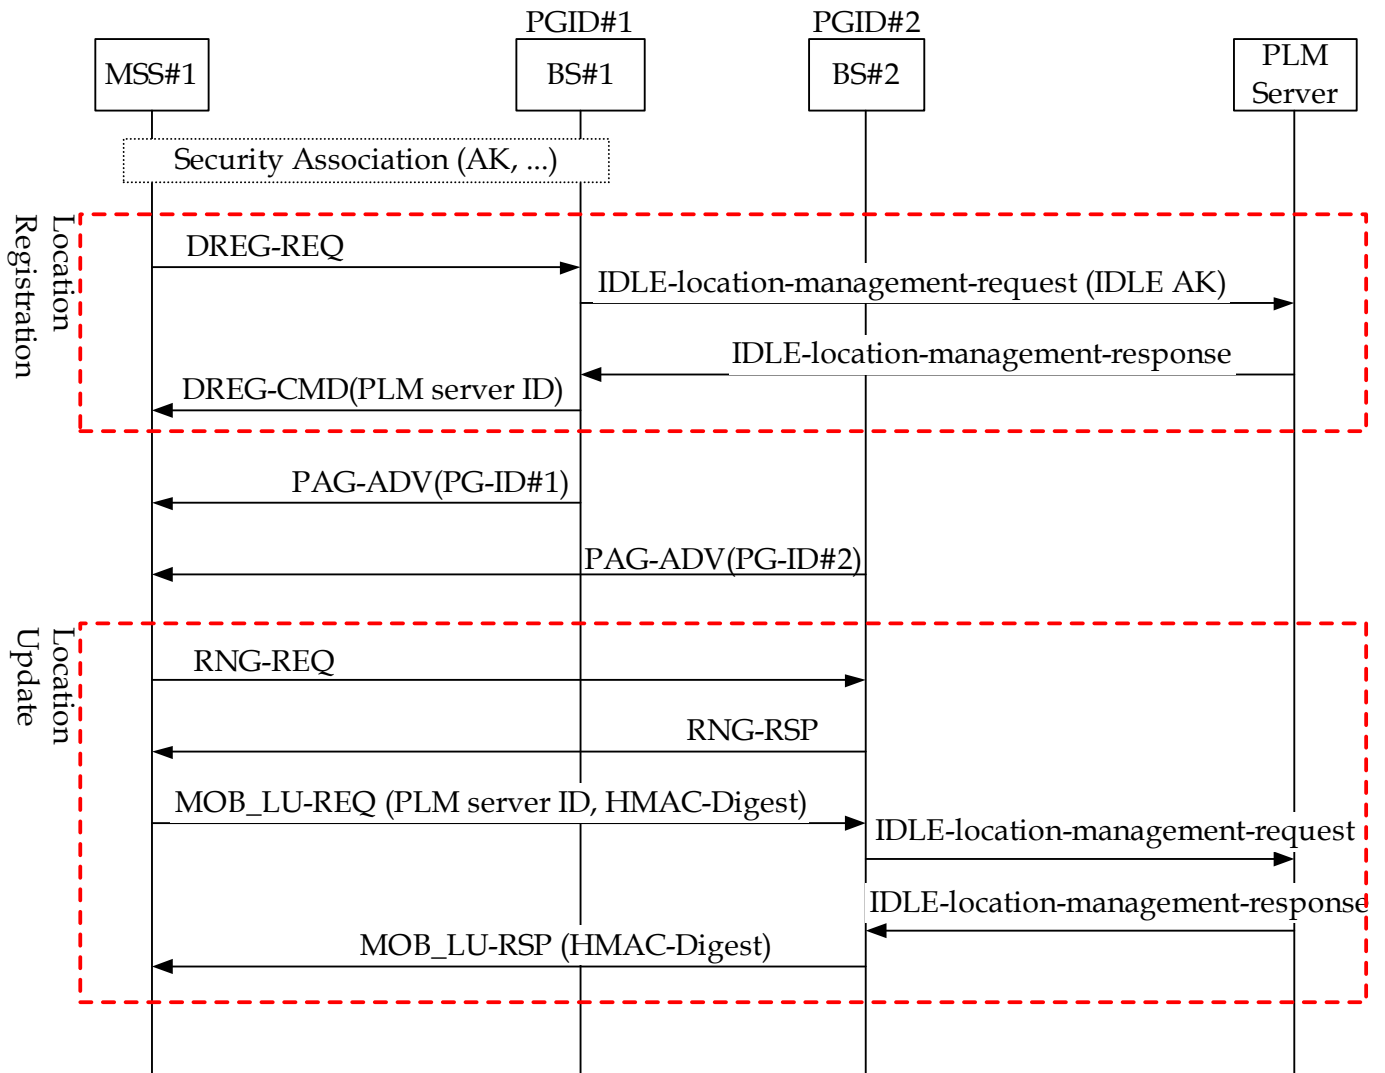 PGID#1
PGID#2
MSS#1
BS#1
BS#2
PLM
Server
Security Association (AK, ...)
Location
Registration
DREG-REQ
IDLE-location-management-request (IDLE AK)
IDLE-location-management-response
DREG-CMD(PLM server ID)
PAG-ADV(PG-ID#1)
PAG-ADV(PG-ID#2)
Location
Update
RNG-REQ
RNG-RSP
MOB_LU-REQ (PLM server ID, HMAC-Digest)
IDLE-location-management-request
IDLE-location-management-response
MOB_LU-RSP (HMAC-Digest)